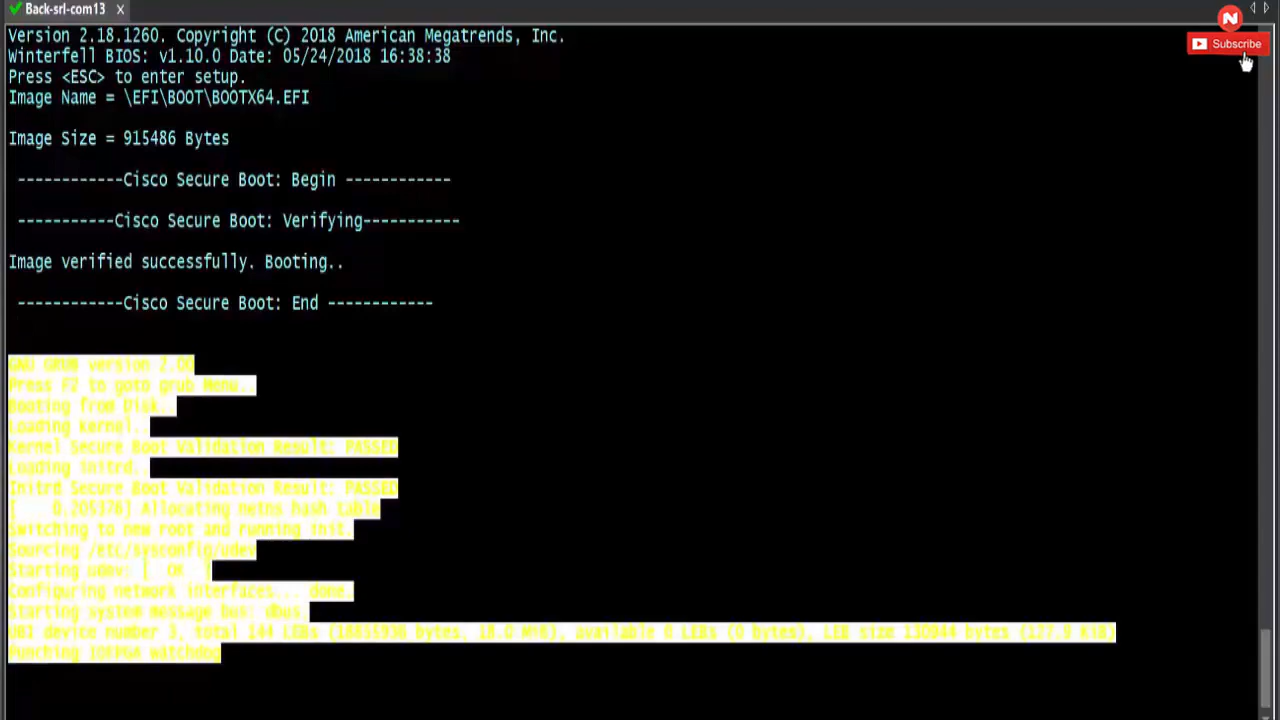 Back-srl-com13
Version 2.18.1260. Copyright (C) 2018 American Megatrends, Inc.
Winterfell BIOS: v1.10.0 Date: 05/24/2018 16:38:38
Press <ESC> to enter setup.
Image Name = \EFI\BOOT\BOOTX64.EFI
Image Size = 915486 Bytes
------------Cisco Secure Boot: Begin ------------
-----------Cisco Secure Boot: Verifying-----------
Image verified successfully. Booting..
------------Cisco Secure Boot: End ------------
GNU GRUB version 2.00
Press F2 to goto grub Menu..
Booting from Disk..
Loading kernel..
Kernel Secure Boot Validation Result: PASSED
Loading initrd..
Initrd Secure Boot Validation Result: PASSED
[    0.205376] Allocating netns hash table
Switching to new root and running init.
Sourcing /etc/sysconfig/udev
Starting udev: [  OK  ]
Configuring network interfaces... done.
Starting system message bus: dbus.
UBI device number 3, total 144 LEBs (18855936 bytes, 18.0 MiB), available 0 LEBs (0 bytes), LEB size 130944 bytes (127.9 KiB)
Punching IOFPGA watchdog
N
Subscribe